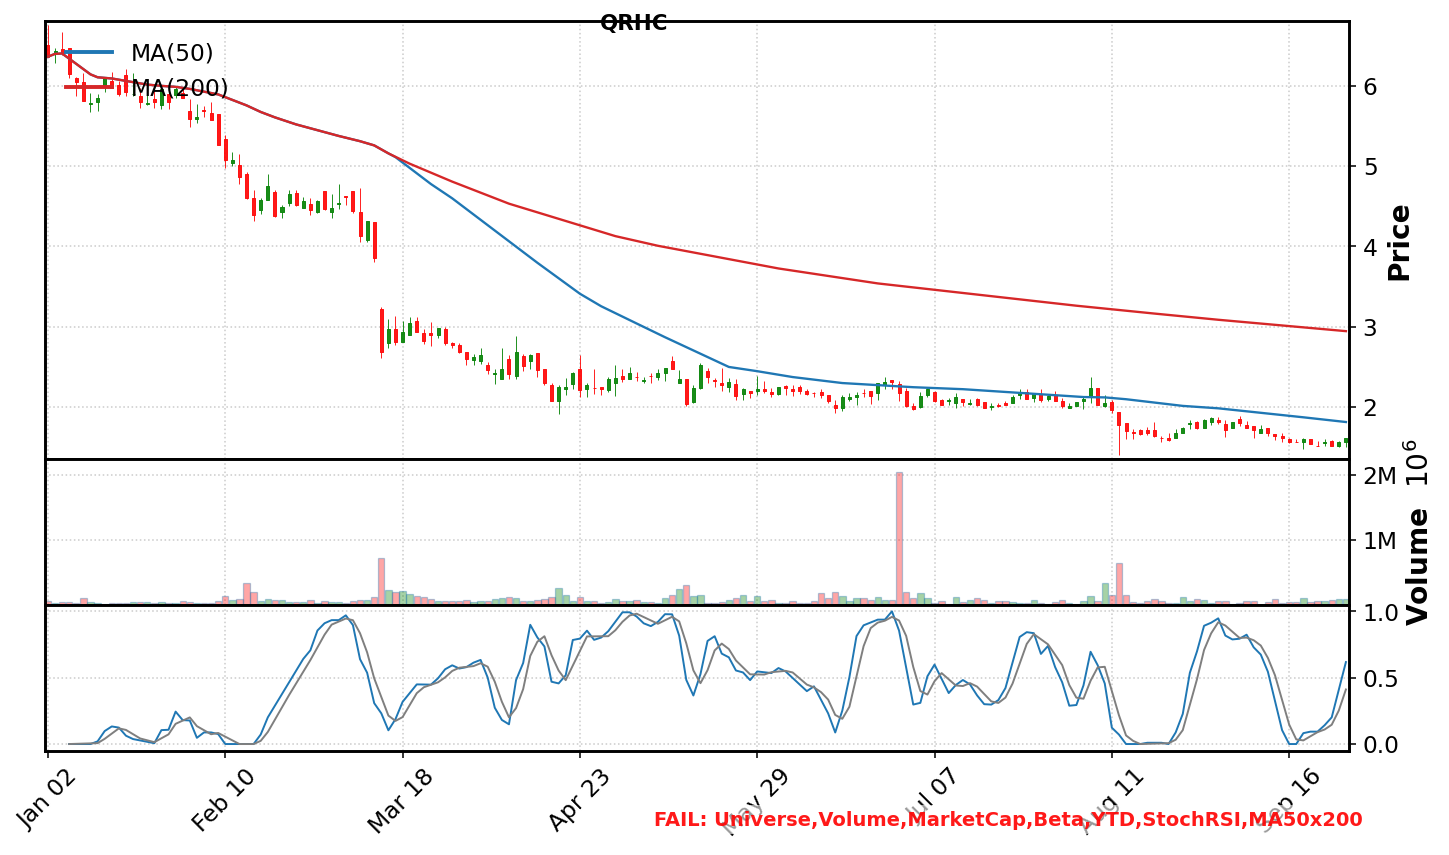 QRHC
MA(50)
MA(200)
6
5
4
3
2
Price
2M
1M
Volume 10^6
1.0
0.5
0.0
Jan 02
Feb 10
Mar 18
Apr 23
May 29
Jul 07
Aug 11
Sep 16
FAIL: Universe,Volume,MarketCap,Beta,YTD,StochRSI,MA50x200